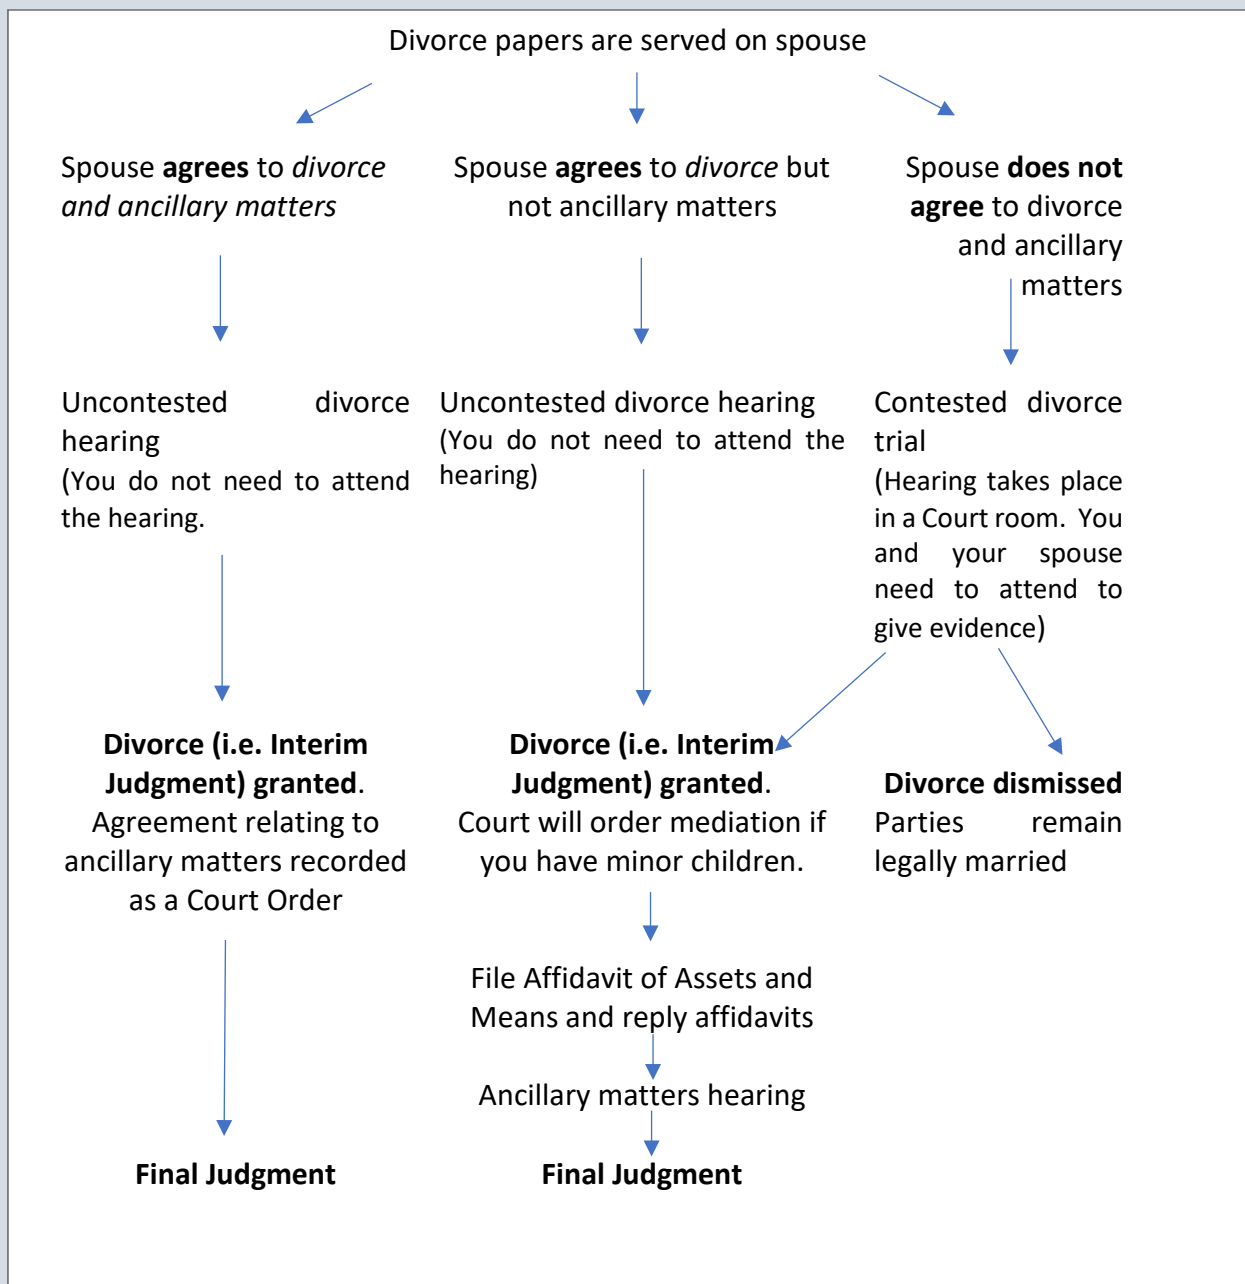 Divorce papers are served on spouse
Spouse agrees to divorce
and ancillary matters
Spouse agrees to divorce but
not ancillary matters
Spouse does not
agree to divorce
and ancillary
matters
Uncontested divorce
hearing
(You do not need to attend
the hearing.
Uncontested divorce hearing
(You do not need to attend the
hearing)
Contested divorce
trial
(Hearing takes place
in a Court room. You
and your spouse
need to attend to
give evidence)
Divorce (i.e. Interim
Judgment) granted.
Agreement relating to
ancillary matters recorded
as a Court Order
Divorce (i.e. Interim
Judgment) granted.
Court will order mediation if
you have minor children.
Divorce dismissed
Parties remain
legally married
File Affidavit of Assets and
Means and reply affidavits
Ancillary matters hearing
Final Judgment
Final Judgment